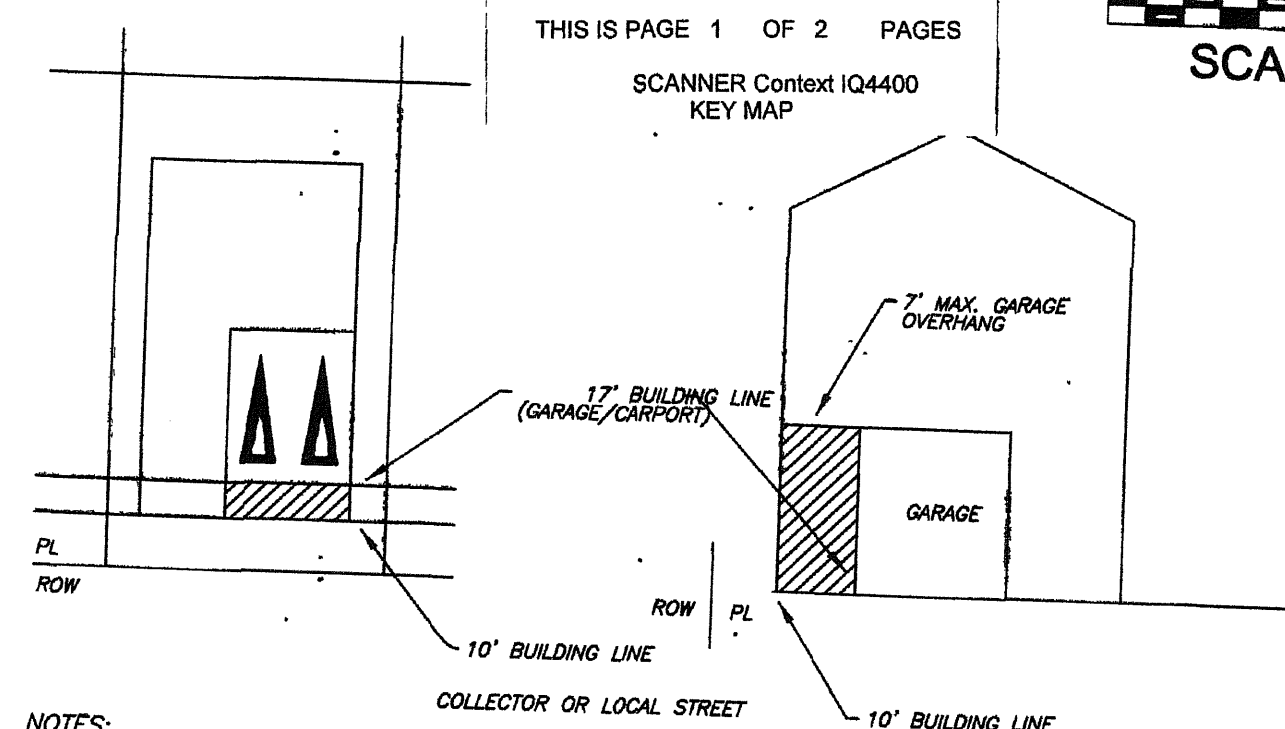 THIS IS PAGE 1 OF 2 PAGES
SCANNER Context IQ4400
KEY MAP
SCA
7' MAX. GARAGE
OVERHANG
17' BUILDING LINE
(GARAGE/CARPORT)
GARAGE
PL
ROW
ROW
PL
10' BUILDING LINE
COLLECTOR OR LOCAL STREET
10' BUILDING LINE
NOTES: